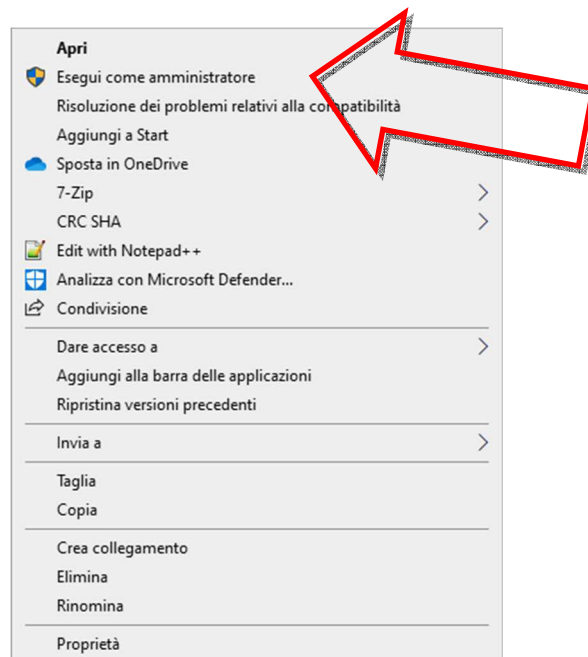 Apri
Esegui come amministratore
Risoluzione dei problemi relativi alla compatibilità
Aggiungi a Start
Sposta in OneDrive
7-Zip
CRC SHA
Edit with Notepad++
Analizza con Microsoft Defender...
Condivisione
Dare accesso a
Aggiungi alla barra delle applicazioni
Ripristina versioni precedenti
Invia a
Taglia
Copia
Crea collegamento
Elimina
Rinomina
Proprietà